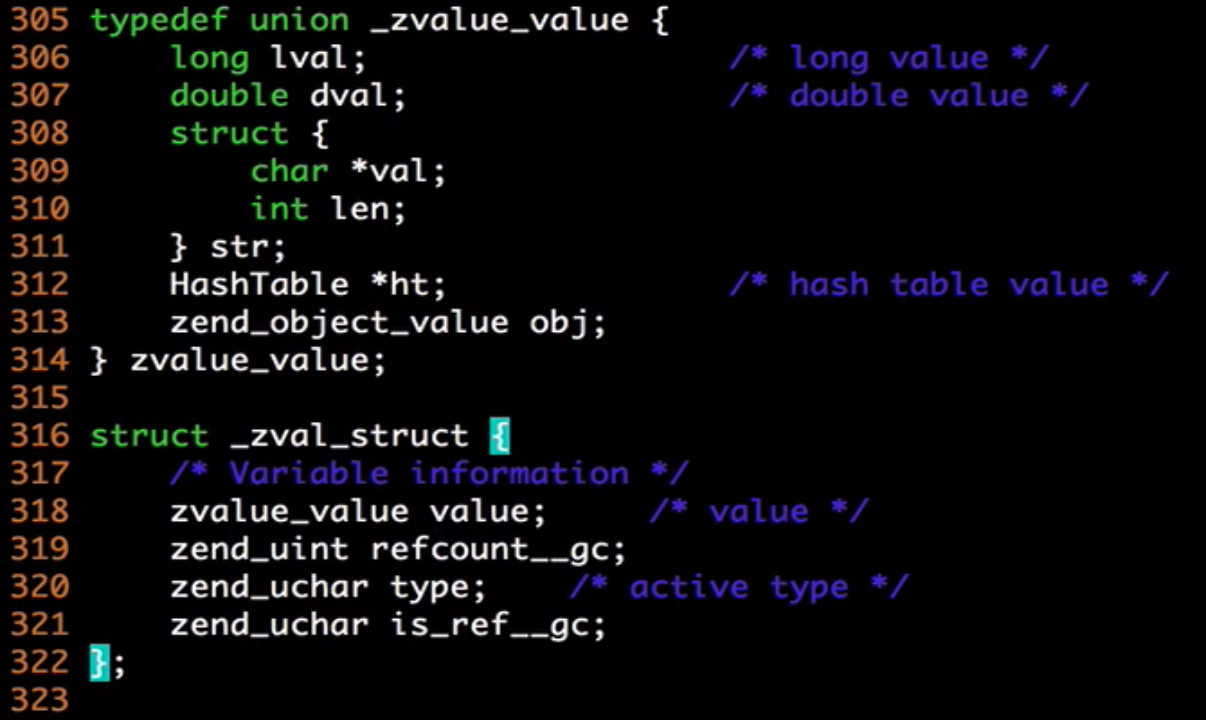 305 typedef union _zvalue_value {
306     long lval;                  /* long value */
307     double dval;                /* double value */
308     struct {
309         char *val;
310         int len;
311     } str;
312     HashTable *ht;              /* hash table value */
313     zend_object_value obj;
314 } zvalue_value;
315
316 struct _zval_struct {
317     /* Variable information */
318     zvalue_value value;     /* value */
319     zend_uint refcount__gc;
320     zend_uchar type;    /* active type */
321     zend_uchar is_ref__gc;
322 };
323